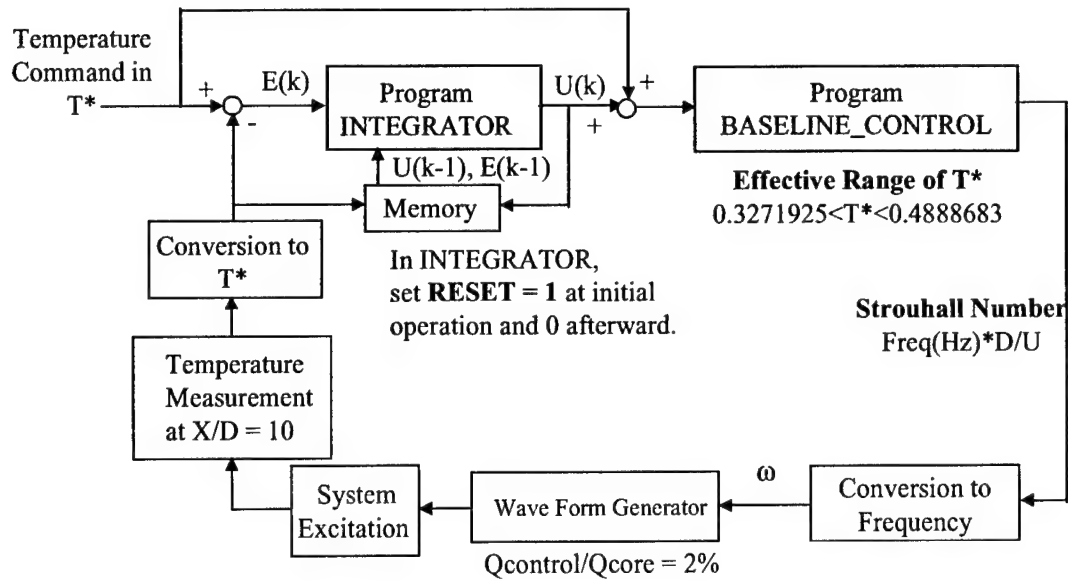 Temperature
Command in
T*
+
-
E(k)
Program
INTEGRATOR
U(k)
+
+
Program
BASELINE_CONTROL
U(k-1), E(k-1)
Memory
Effective Range of T*
0.3271925<T*<0.4888683
Conversion to
T*
In INTEGRATOR,
set RESET = 1 at initial
operation and 0 afterward.
Strouhall Number
Freq(Hz)*D/U
Temperature
Measurement
at X/D = 10
System
Excitation
Wave Form Generator
ω
Conversion to
Frequency
Qcontrol/Qcore = 2%